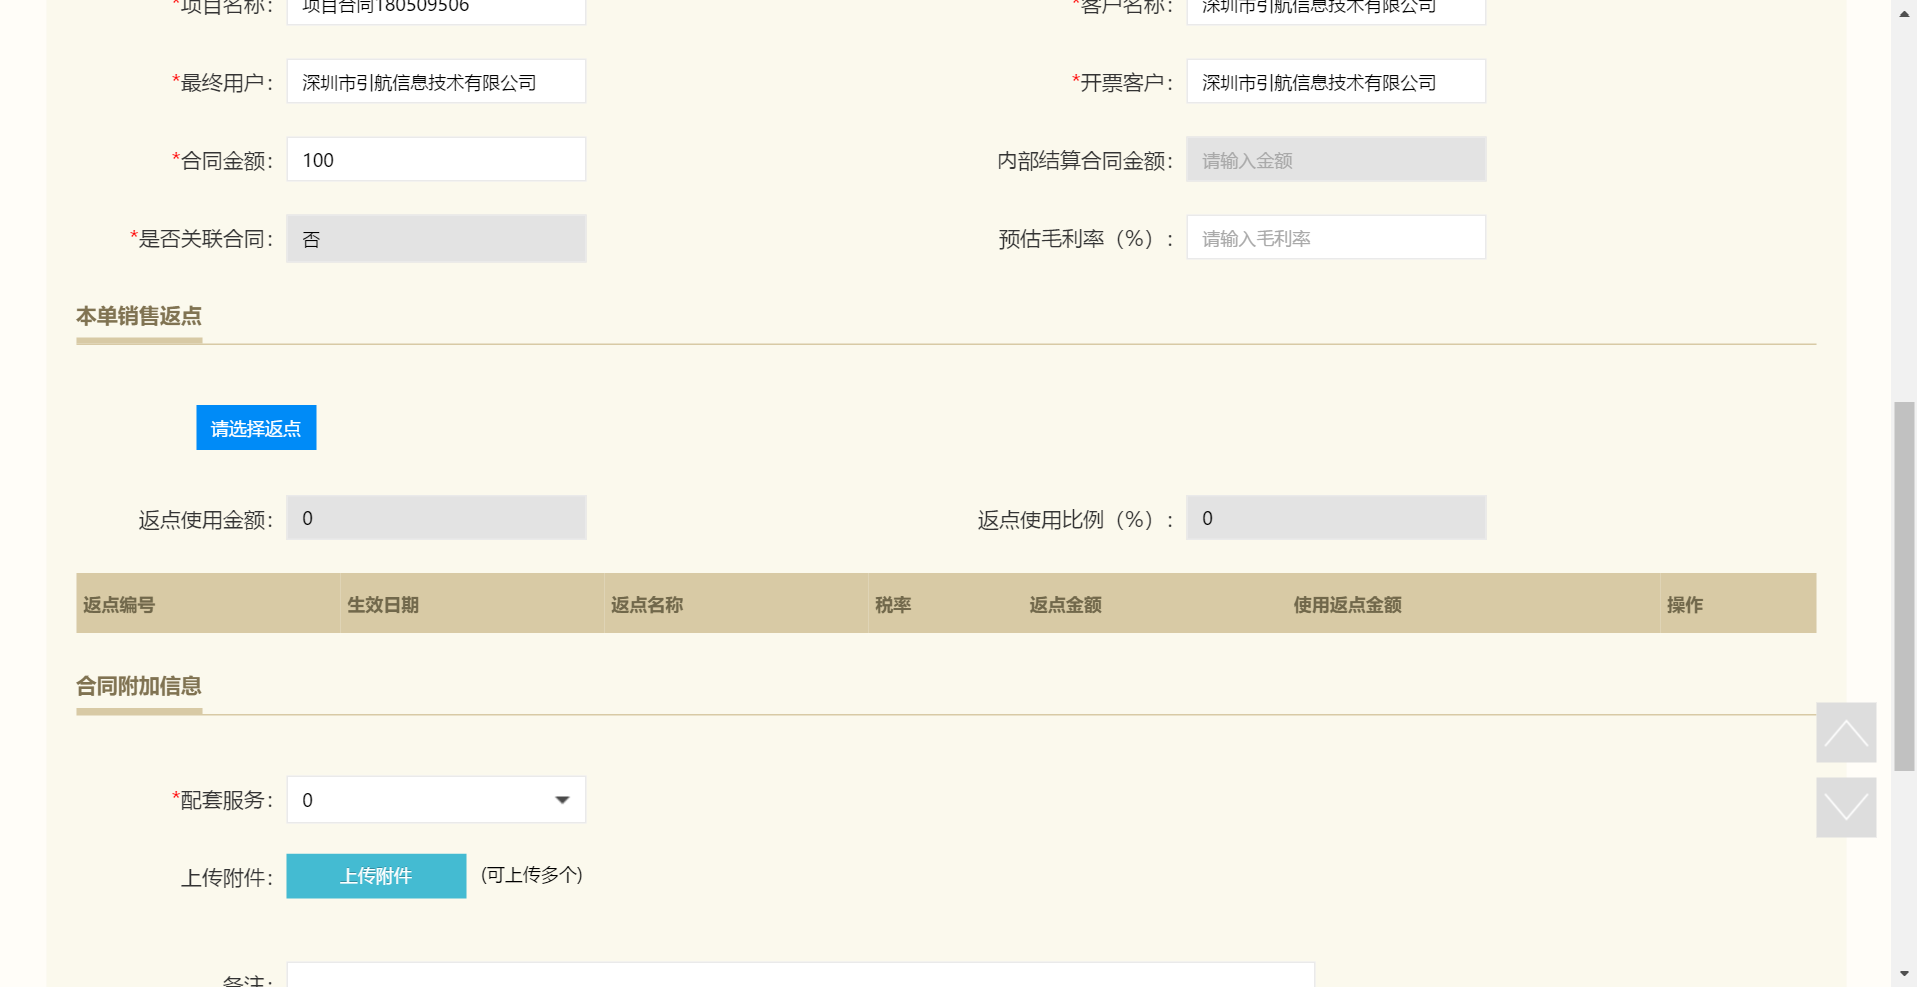 *项目名称： 项目合同180509506 *客户名称： 深圳市引航信息技术有限公司
*最终用户： 深圳市引航信息技术有限公司 *开票客户： 深圳市引航信息技术有限公司
*合同金额： 100 内部结算合同金额： 请输入金额
*是否关联合同： 否 预估毛利率（%）： 请输入毛利率
本单销售返点
请选择返点
返点使用金额： 0 返点使用比例（%）： 0
返点编号 生效日期 返点名称 税率 返点金额 使用返点金额 操作
合同附加信息
*配套服务： 0
上传附件： 上传附件 (可上传多个)
备注：